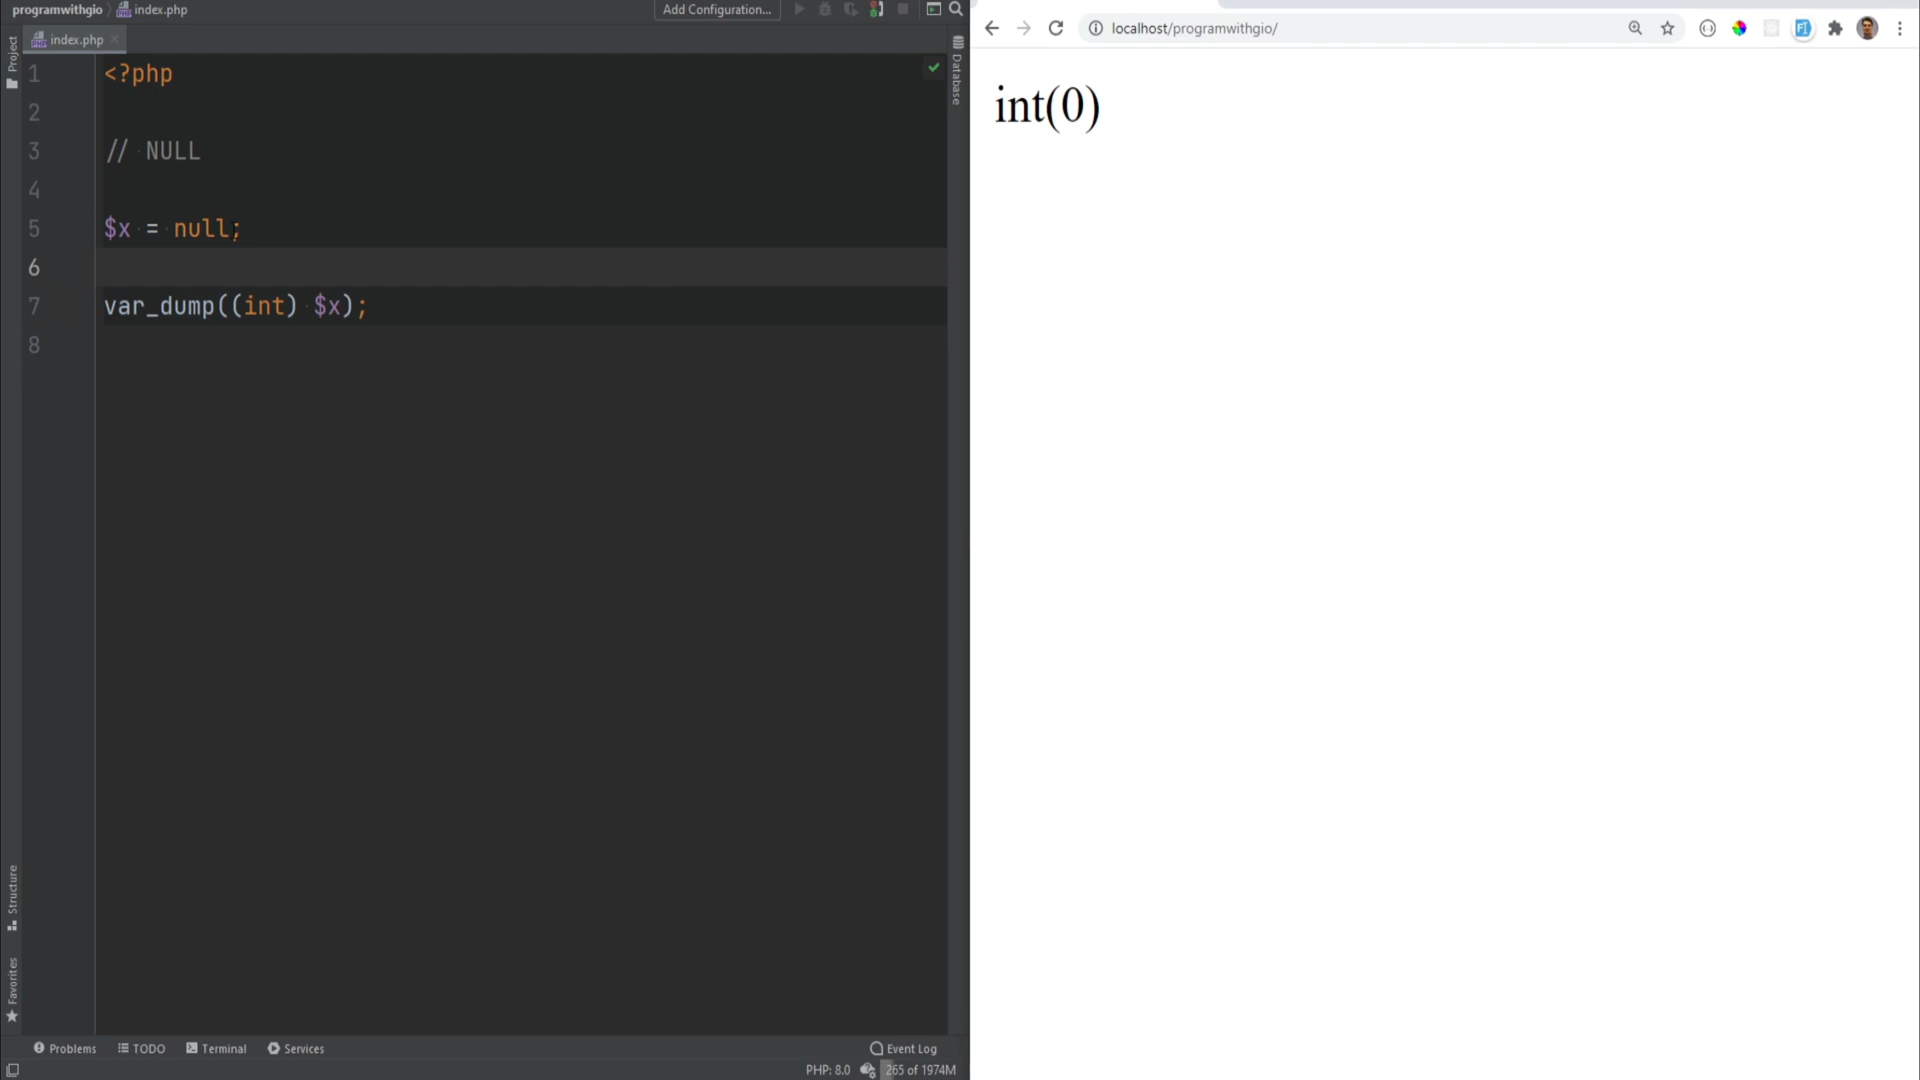 programwithgio index.php Add Configuration...
index.php
Project
Database
1 <?php
2
3 // NULL
4
5 $x = null;
6
7 var_dump((int) $x);
8
Structure
Favorites
Problems TODO Terminal Services Event Log
PHP: 8.0 265 of 1974M
localhost/programwithgio/
int(0)